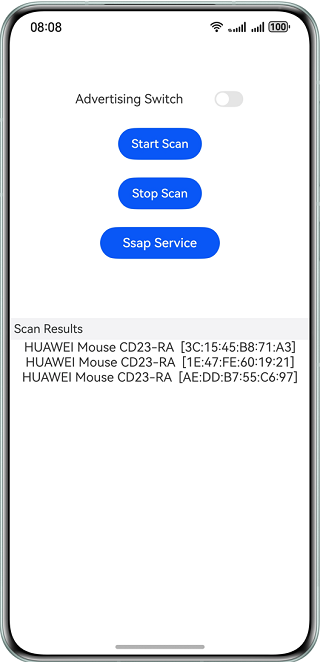 08:08
100
Advertising Switch
Start Scan
Stop Scan
Ssap Service
Scan Results
HUAWEI Mouse CD23-RA [3C:15:45:B8:71:A3]
HUAWEI Mouse CD23-RA [1E:47:FE:60:19:21]
HUAWEI Mouse CD23-RA [AE:DD:B7:55:C6:97]